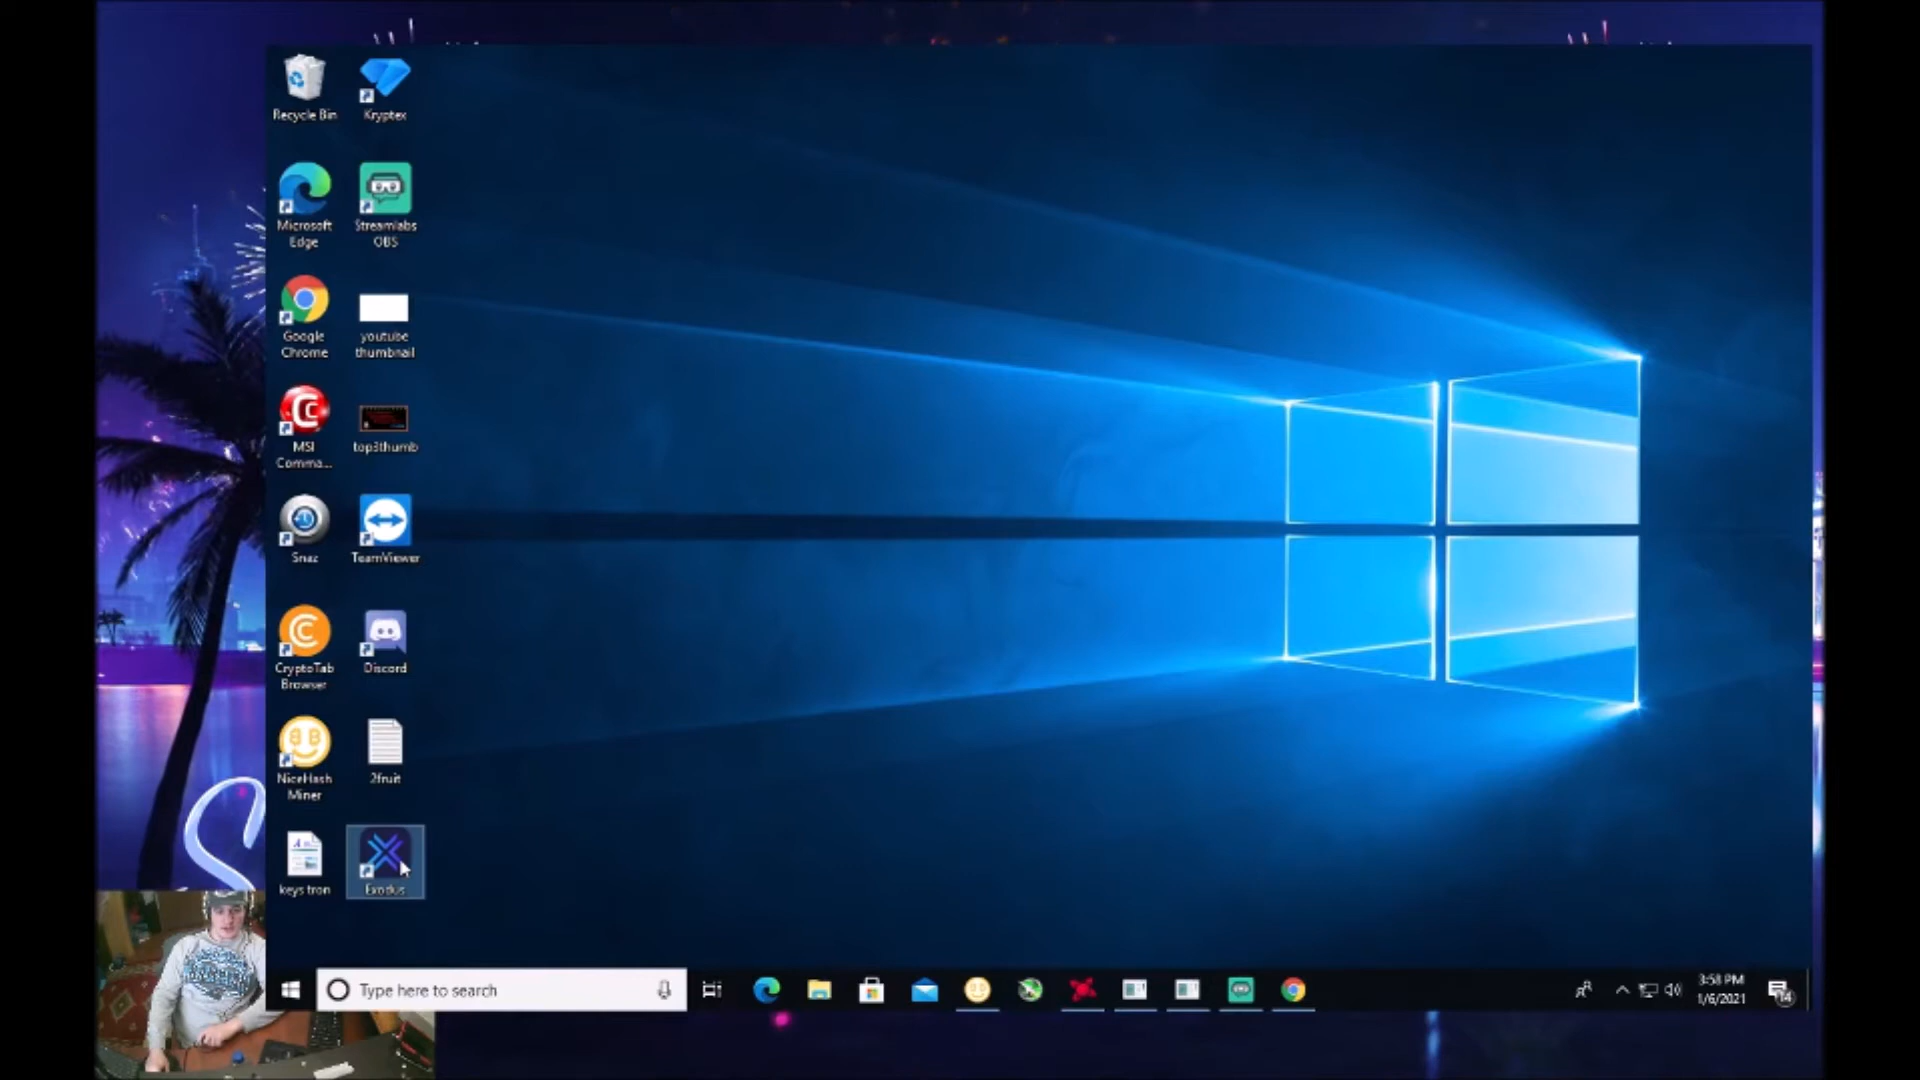 Recycle Bin
Kryptex
Microsoft
Edge
Streamlabs
OBS
Google
Chrome
youtube
thumbnail
MSI
Comma...
top3thumb
Snaz
TeamViewer
CryptoTab
Browser
Discord
NiceHash
Miner
2fruit
keys tron
Exodus
Type here to search
3:58 PM
1/6/2021
14